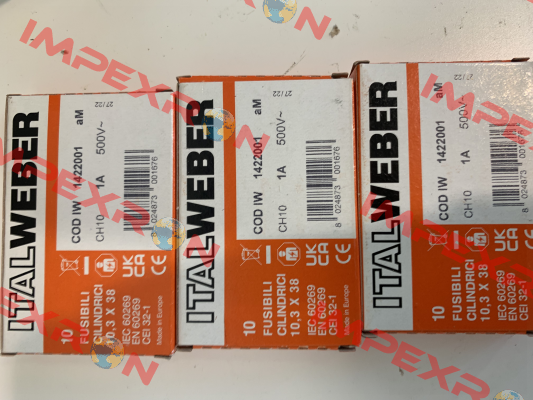 ITALWEBER
COD IW 1422001 aM
27/22
CH10 1A 500V~
8 024873 001676
UK CA CE
10
FUSIBILI
CILINDRICI
10,3 X 38
IEC 60269
EN 60269
CEI 32-1
Made in Europe
ITALWEBER
COD IW 1422001 aM
27/22
CH10 1A 500V~
8 024873 001676
UK CA CE
10
FUSIBILI
CILINDRICI
10,3 X 38
IEC 60269
EN 60269
CEI 32-1
Made in Europe
ITALWEBER
COD IW 1422001 aM
27/22
CH10 1A 500V~
8 024873 001676
UK CA CE
10
FUSIBILI
CILINDRICI
10,3 X 38
IEC 60269
EN 60269
CEI 32-1
Made in Europe
IMPEXRON